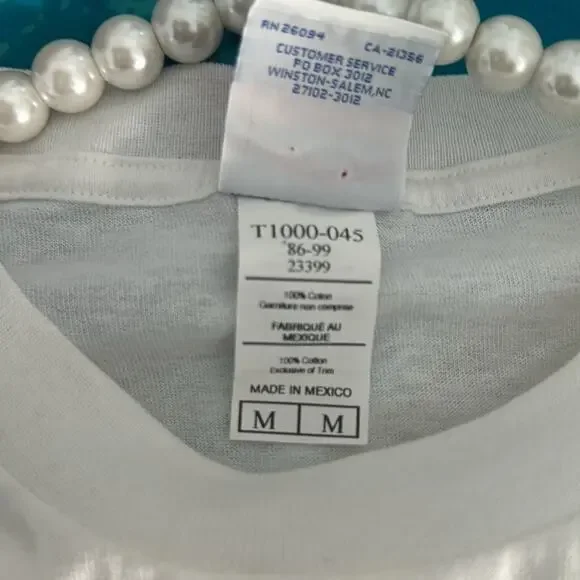 RN 26094 CA-21356
CUSTOMER SERVICE
PO BOX 3012
WINSTON-SALEM,NC
27102-3012
T1000-045
'86-99
23399
100% Coton
Garniture non comprise
FABRIQUÉ AU
MEXIQUE
100% Cotton
Exclusive of Trim
MADE IN MEXICO
M M